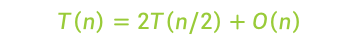 T(n) = 2T(n/2) + O(n)